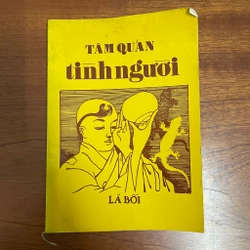 TÂM QUÁN
tình người
LÁ BỐI